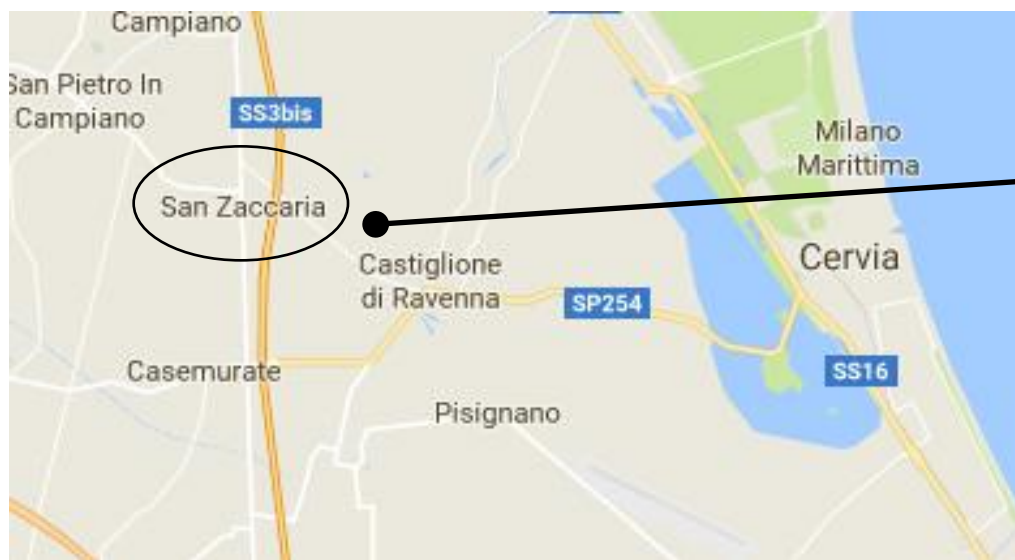 Campiano
San Pietro In
Campiano
SS3bis
Milano
Marittima
San Zaccaria
Cervia
Castiglione
di Ravenna
SP254
Casemurate
SS16
Pisignano